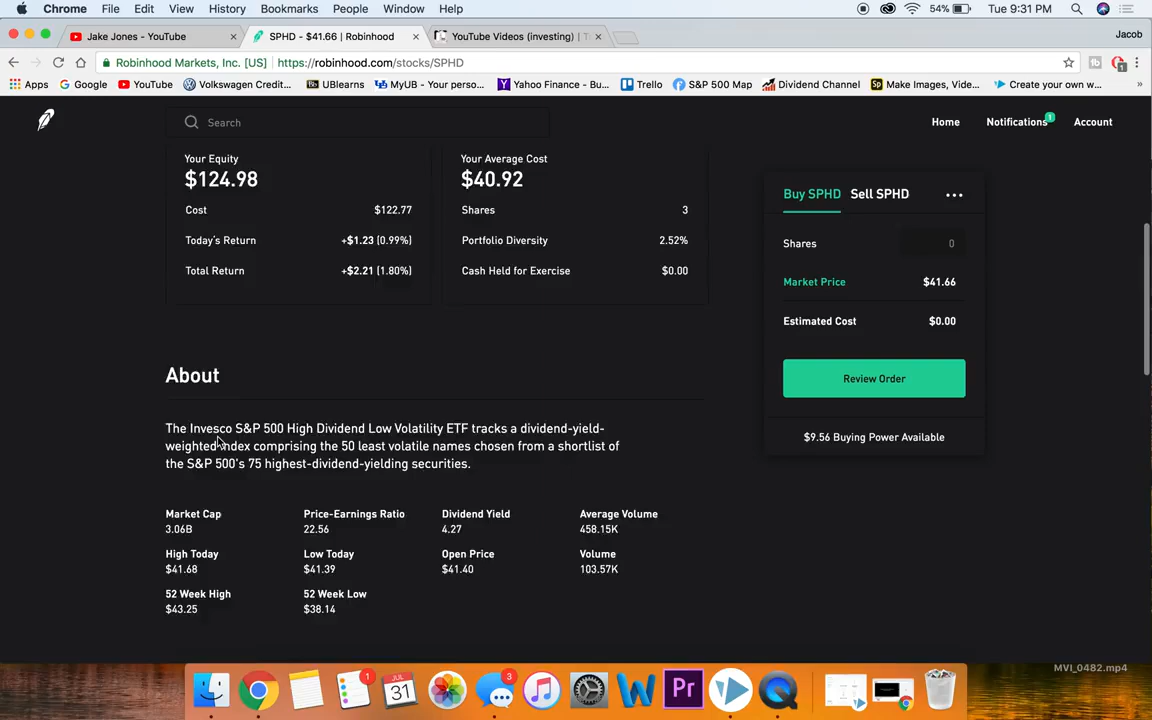 Chrome File Edit View History Bookmarks People Window Help 54% Tue 9:31 PM
Jake Jones - YouTube × SPHD - $41.66 | Robinhood × YouTube Videos (investing) | T × Jacob
Robinhood Markets, Inc. [US] https://robinhood.com/stocks/SPHD
Apps Google YouTube Volkswagen Credit... UBlearns MyUB - Your perso... Yahoo Finance - Bu... Trello S&P 500 Map Dividend Channel Make Images, Vide... Create your own w... »
Search Home Notifications 1 Account
Your Equity Your Average Cost
$124.98 $40.92
Buy SPHD Sell SPHD
Cost $122.77 Shares 3
Today's Return +$1.23 (0.99%) Portfolio Diversity 2.52% Shares 0
Total Return +$2.21 (1.80%) Cash Held for Exercise $0.00
Market Price $41.66
Estimated Cost $0.00
Review Order
$9.56 Buying Power Available
About
The Invesco S&P 500 High Dividend Low Volatility ETF tracks a dividend-yield-
weighted index comprising the 50 least volatile names chosen from a shortlist of
the S&P 500's 75 highest-dividend-yielding securities.
Market Cap Price-Earnings Ratio Dividend Yield Average Volume
3.06B 22.56 4.27 458.15K
High Today Low Today Open Price Volume
$41.68 $41.39 $41.40 103.57K
52 Week High 52 Week Low
$43.25 $38.14
MVI_0482.mp4
1 JUL 31 3 W Pr